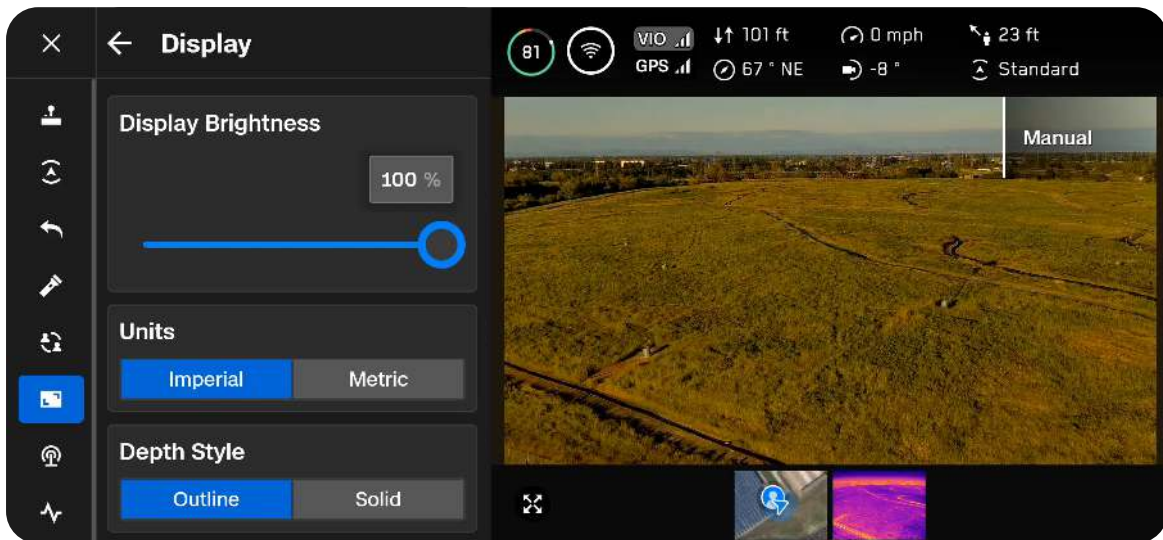 Display
Display Brightness
100 %
Units
Imperial Metric
Depth Style
Outline Solid
81 VIO 101 ft 0 mph 23 ft
GPS 67 ° NE -8 ° Standard
Manual